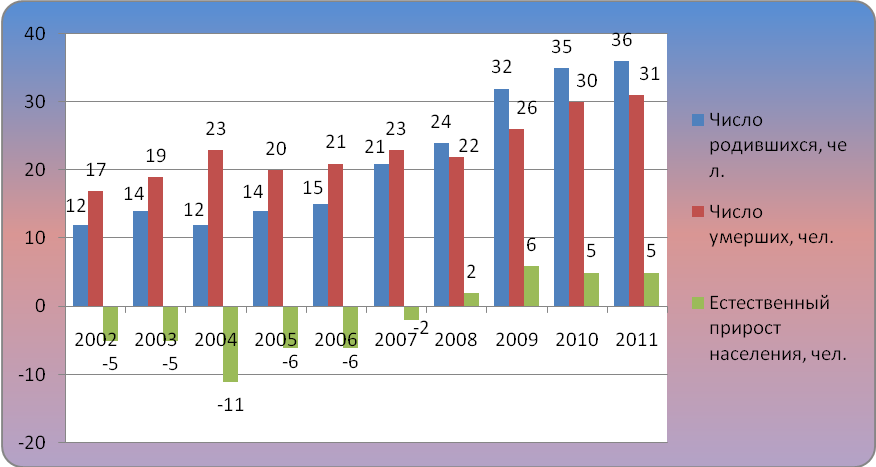 40
30
20
10
0
-10
-20
12 17 14 19 12 23 14 20 15 21 21 23 24 22 32 26 35 30 36 31
-5 -5 -11 -6 -6 -2 2 6 5 5
2002 2003 2004 2005 2006 2007 2008 2009 2010 2011
Число
родившихся, че
л.
Число
умерших, чел.
Естественный
прирост
населения, чел.